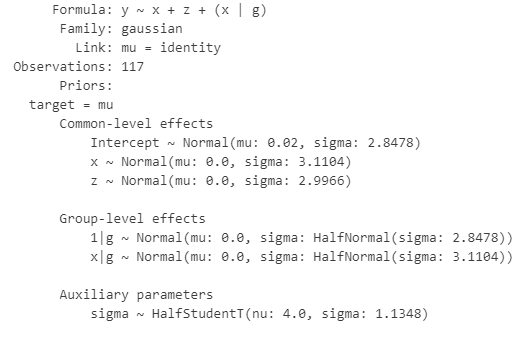 Formula: y ~ x + z + (x | g)
Family: gaussian
Link: mu = identity
Observations: 117
Priors:
target = mu
Common-level effects
Intercept ~ Normal(mu: 0.02, sigma: 2.8478)
x ~ Normal(mu: 0.0, sigma: 3.1104)
z ~ Normal(mu: 0.0, sigma: 2.9966)
Group-level effects
1|g ~ Normal(mu: 0.0, sigma: HalfNormal(sigma: 2.8478))
x|g ~ Normal(mu: 0.0, sigma: HalfNormal(sigma: 3.1104))
Auxiliary parameters
sigma ~ HalfStudentT(nu: 4.0, sigma: 1.1348)